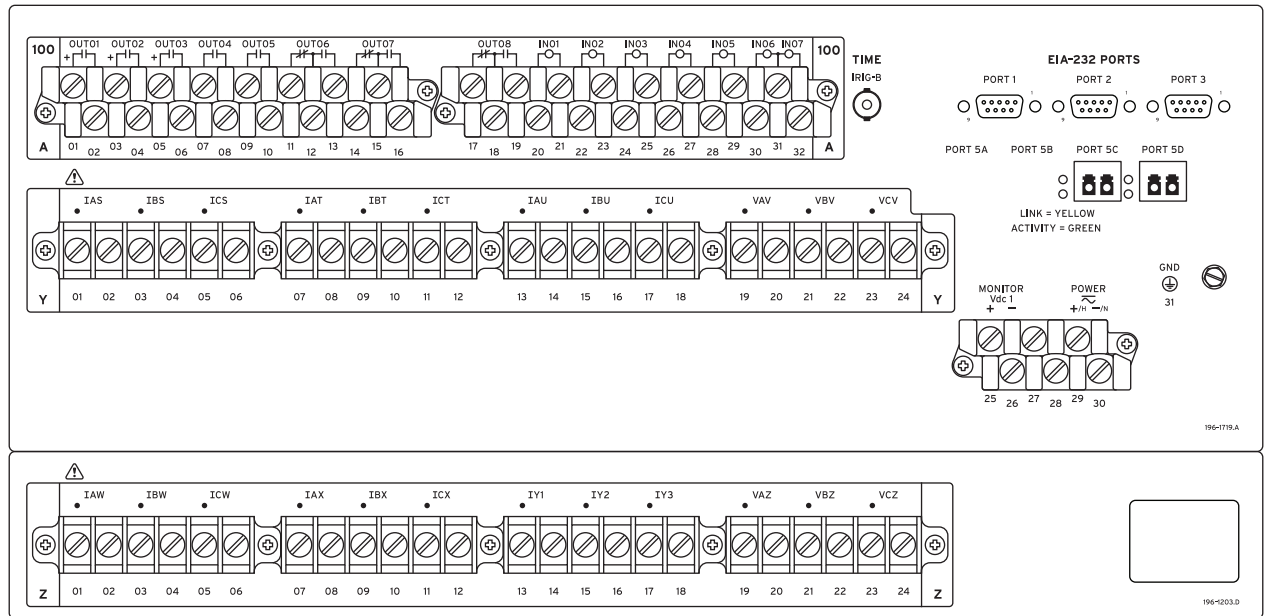 100 OUT01 OUT02 OUT03 OUT04 OUT05 OUT06 OUT07 OUT08 IN01 IN02 IN03 IN04 IN05 IN06 IN07 100
+ + +
A 01 02 03 04 05 06 07 08 09 10 11 12 13 14 15 16 17 18 19 20 21 22 23 24 25 26 27 28 29 30 31 32 A
TIME
IRIG-B
EIA-232 PORTS
PORT 1 PORT 2 PORT 3
1 1 1
9 9 9
PORT 5A PORT 5B PORT 5C PORT 5D
LINK = YELLOW
ACTIVITY = GREEN
IAS IBS ICS IAT IBT ICT IAU IBU ICU VAV VBV VCV
Y 01 02 03 04 05 06 07 08 09 10 11 12 13 14 15 16 17 18 19 20 21 22 23 24 Y
GND
31
MONITOR
Vdc 1
+ −
POWER
+/H −/N
25 26 27 28 29 30
196-1719.A
IAW IBW ICW IAX IBX ICX IY1 IY2 IY3 VAZ VBZ VCZ
Z 01 02 03 04 05 06 07 08 09 10 11 12 13 14 15 16 17 18 19 20 21 22 23 24 Z
196-1203.D